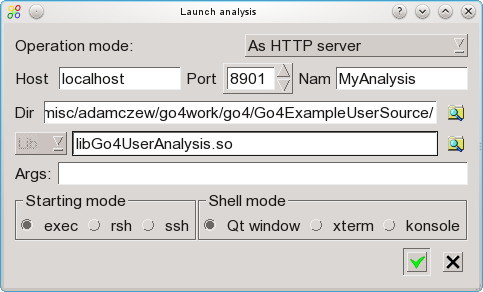 Launch analysis
Operation mode: As HTTP server
Host localhost Port 8901 Nam MyAnalysis
Dir misc/adamczew/go4work/go4/Go4ExampleUserSource/
Lib libGo4UserAnalysis.so
Args:
Starting mode Shell mode
exec rsh ssh Qt window xterm konsole